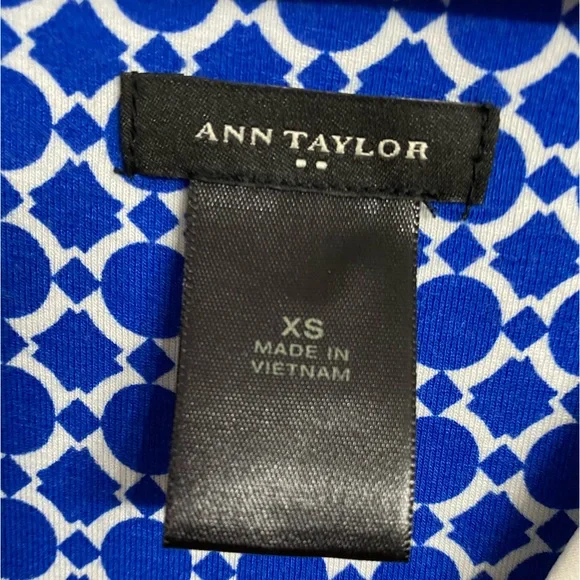 ANN TAYLOR
XS
MADE IN
VIETNAM